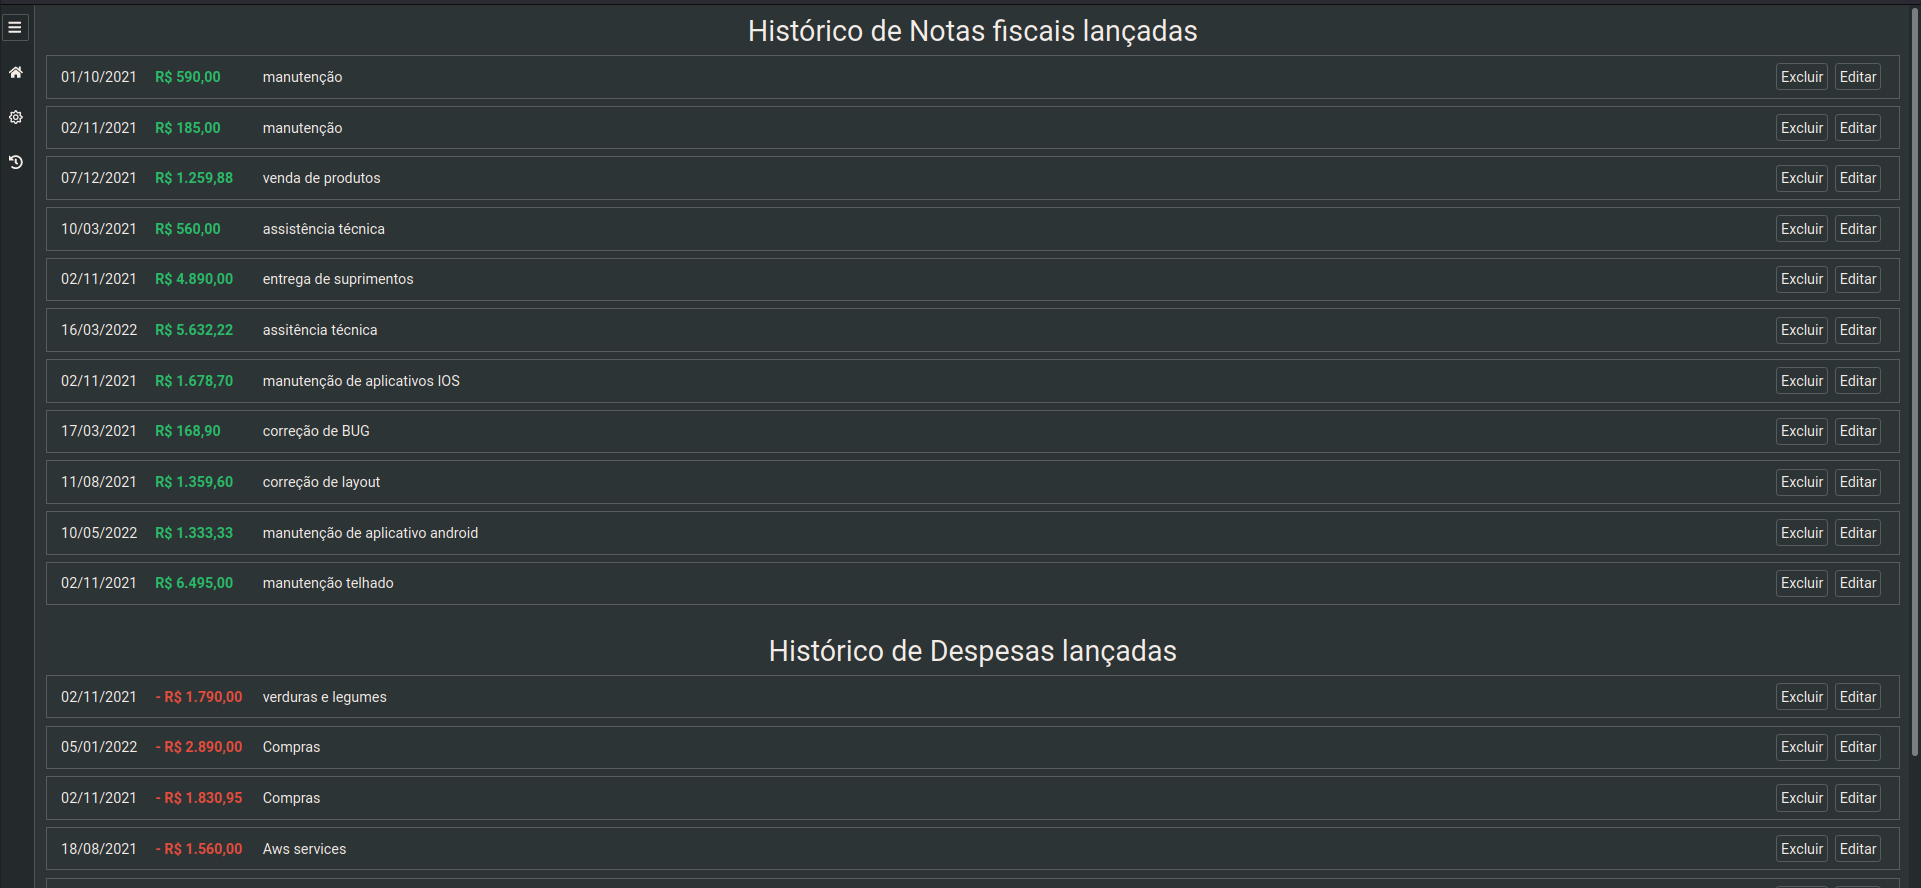 Histórico de Notas fiscais lançadas
01/10/2021 R$ 590,00 manutenção Excluir Editar
02/11/2021 R$ 185,00 manutenção Excluir Editar
07/12/2021 R$ 1.259,88 venda de produtos Excluir Editar
10/03/2021 R$ 560,00 assistência técnica Excluir Editar
02/11/2021 R$ 4.890,00 entrega de suprimentos Excluir Editar
16/03/2022 R$ 5.632,22 assitência técnica Excluir Editar
02/11/2021 R$ 1.678,70 manutenção de aplicativos IOS Excluir Editar
17/03/2021 R$ 168,90 correção de BUG Excluir Editar
11/08/2021 R$ 1.359,60 correção de layout Excluir Editar
10/05/2022 R$ 1.333,33 manutenção de aplicativo android Excluir Editar
02/11/2021 R$ 6.495,00 manutenção telhado Excluir Editar
Histórico de Despesas lançadas
02/11/2021 - R$ 1.790,00 verduras e legumes Excluir Editar
05/01/2022 - R$ 2.890,00 Compras Excluir Editar
02/11/2021 - R$ 1.830,95 Compras Excluir Editar
18/08/2021 - R$ 1.560,00 Aws services Excluir Editar